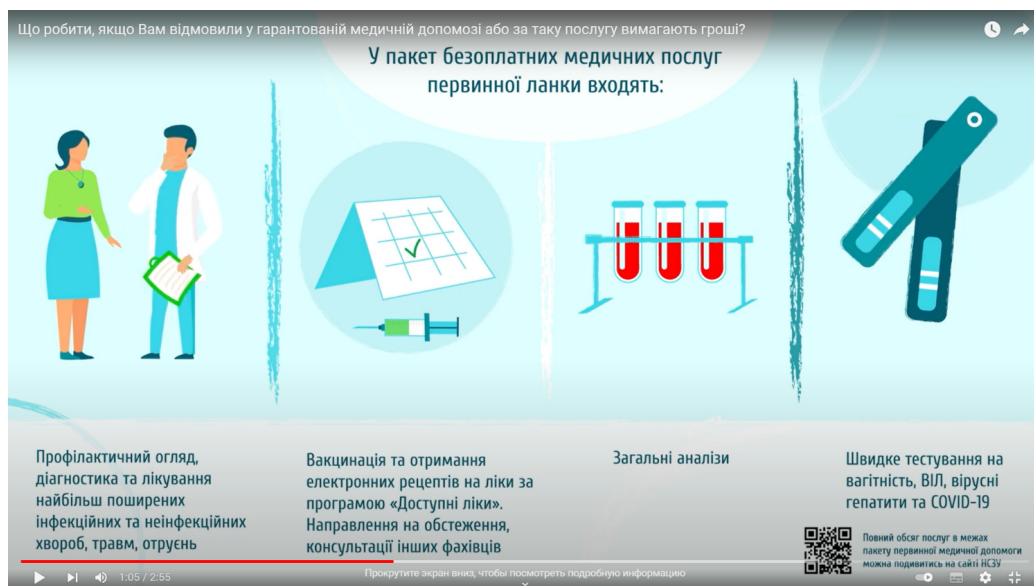 Що робити, якщо Вам відмовили у гарантованій медичній допомозі або за таку послугу вимагають гроші?
У пакет безоплатних медичних послуг
первинної ланки входять:
Профілактичний огляд,
діагностика та лікування
найбільш поширених
інфекційних та неінфекційних
хвороб, травм, отруєнь
Вакцинація та отримання
електронних рецептів на ліки за
програмою «Доступні ліки».
Направлення на обстеження,
консультації інших фахівців
Загальні аналізи
Швидке тестування на
вагітність, ВІЛ, вірусні
гепатити та COVID-19
Повний обсяг послуг в межах
пакету первинної медичної допомоги
можна подивитись на сайті НСЗУ
1:05 / 2:55
Прокрутите экран вниз, чтобы посмотреть подробную информацию